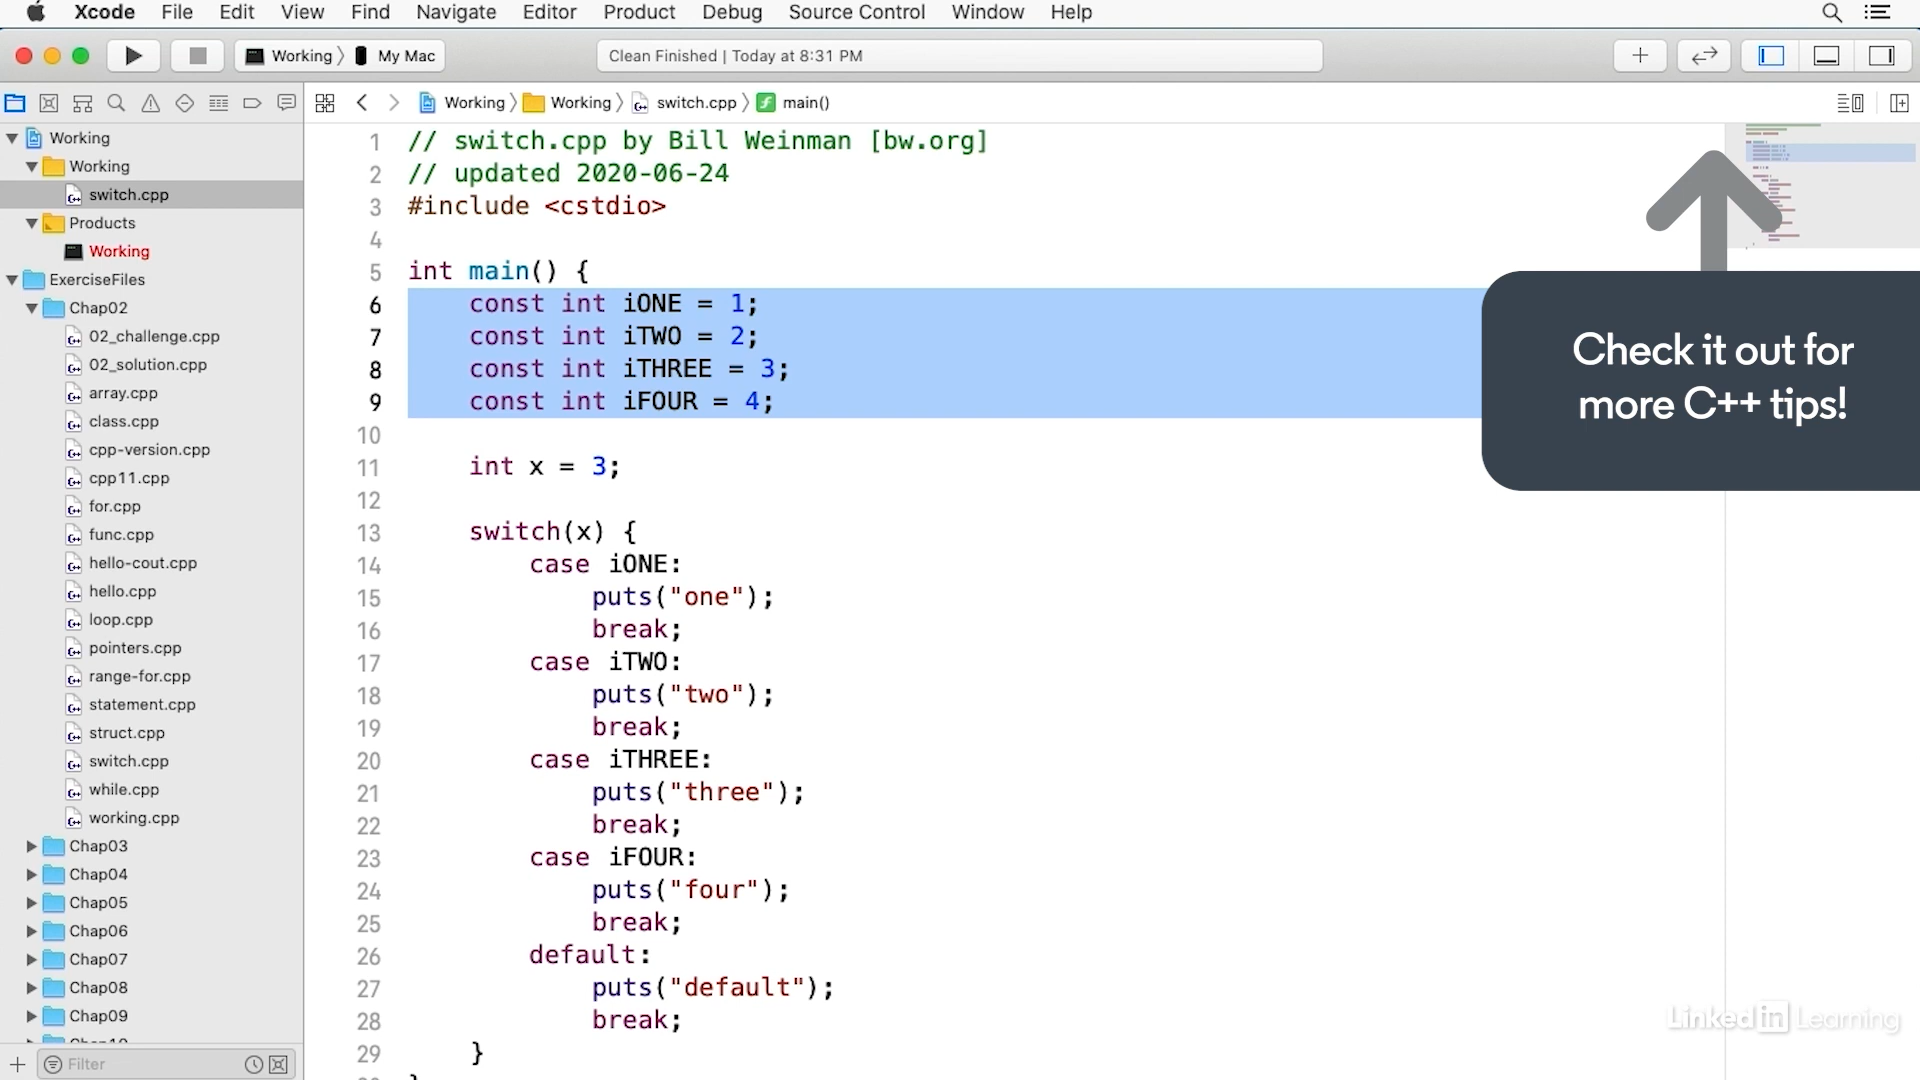 Xcode File Edit View Find Navigate Editor Product Debug Source Control Window Help
Working My Mac
Clean Finished | Today at 8:31 PM
Working Working switch.cpp main()
Working
Working
switch.cpp
Products
Working
ExerciseFiles
Chap02
02_challenge.cpp
02_solution.cpp
array.cpp
class.cpp
cpp-version.cpp
cpp11.cpp
for.cpp
func.cpp
hello-cout.cpp
hello.cpp
loop.cpp
pointers.cpp
range-for.cpp
statement.cpp
struct.cpp
switch.cpp
while.cpp
working.cpp
Chap03
Chap04
Chap05
Chap06
Chap07
Chap08
Chap09
Filter
1 // switch.cpp by Bill Weinman [bw.org]
2 // updated 2020-06-24
3 #include <cstdio>
4
5 int main() {
6 const int iONE = 1;
7 const int iTWO = 2;
8 const int iTHREE = 3;
9 const int iFOUR = 4;
10
11 int x = 3;
12
13 switch(x) {
14 case iONE:
15 puts("one");
16 break;
17 case iTWO:
18 puts("two");
19 break;
20 case iTHREE:
21 puts("three");
22 break;
23 case iFOUR:
24 puts("four");
25 break;
26 default:
27 puts("default");
28 break;
29 }
Check it out for
more C++ tips!
LinkedIn Learning